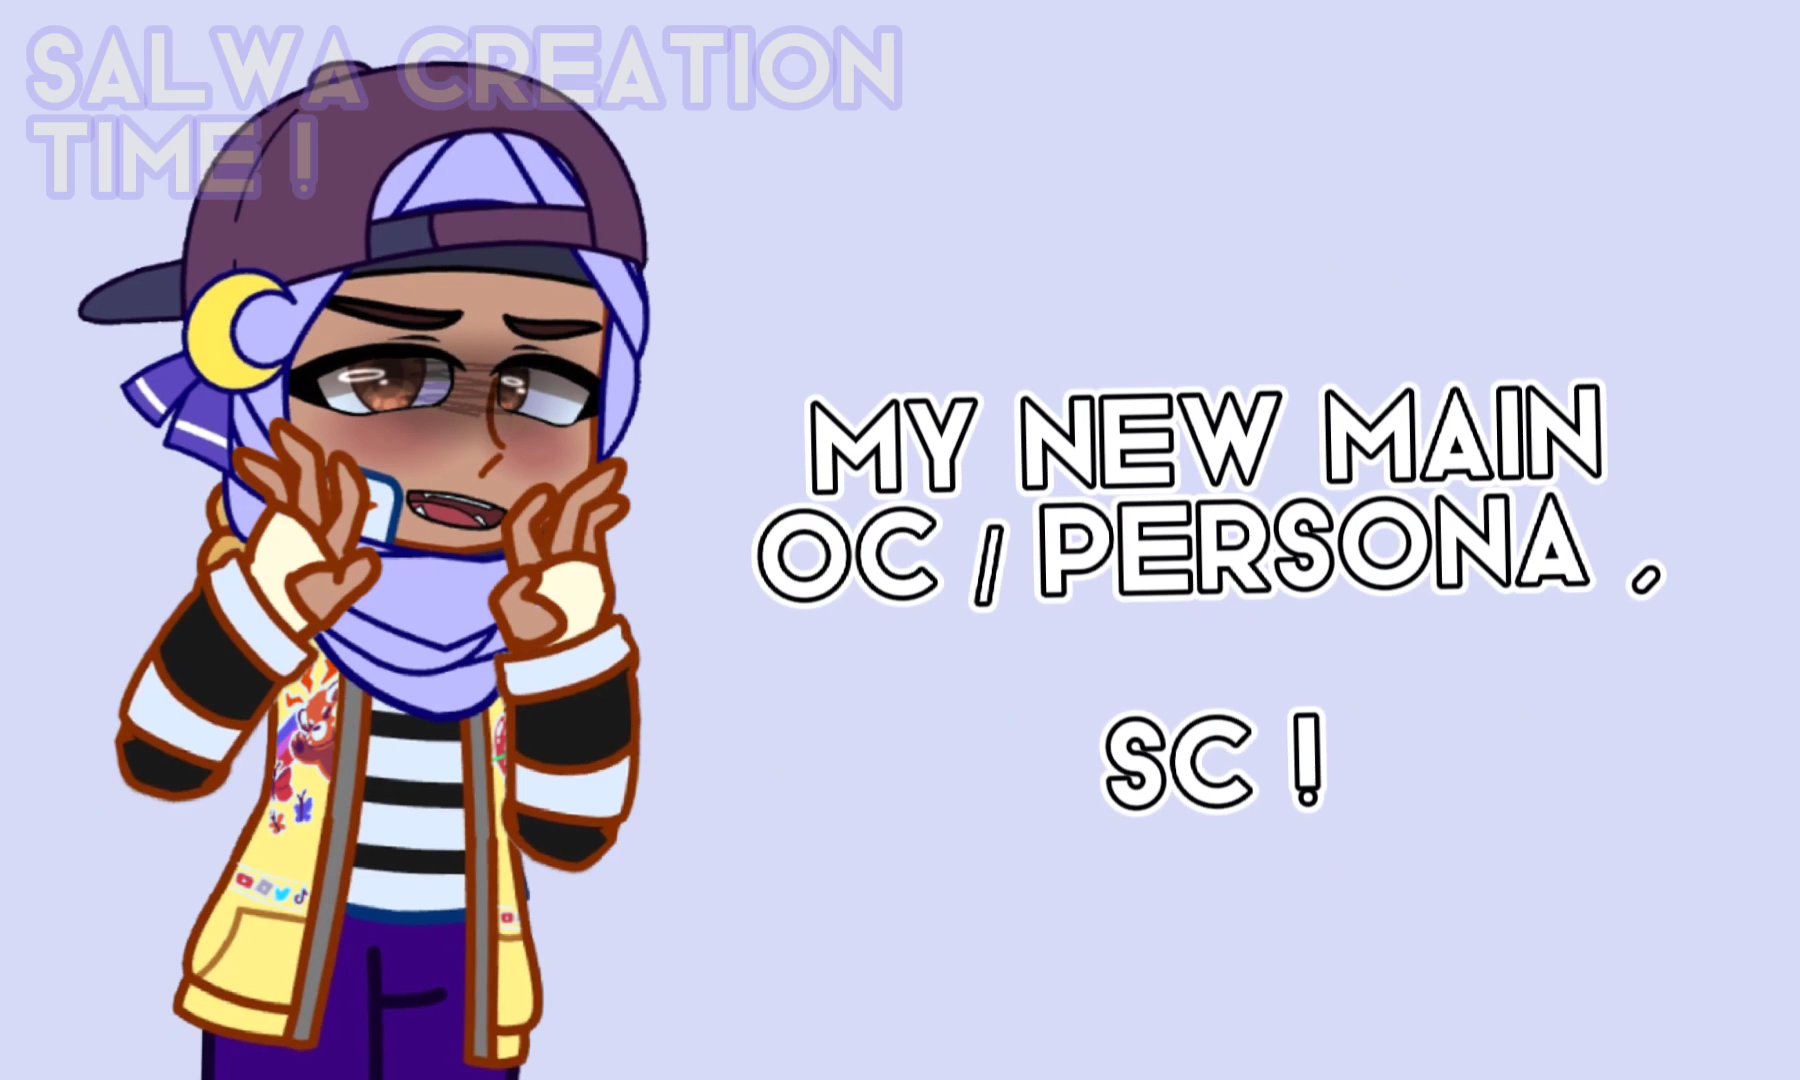 SALWA CREATION
TIME !
MY NEW MAIN
OC / PERSONA ,
SC !